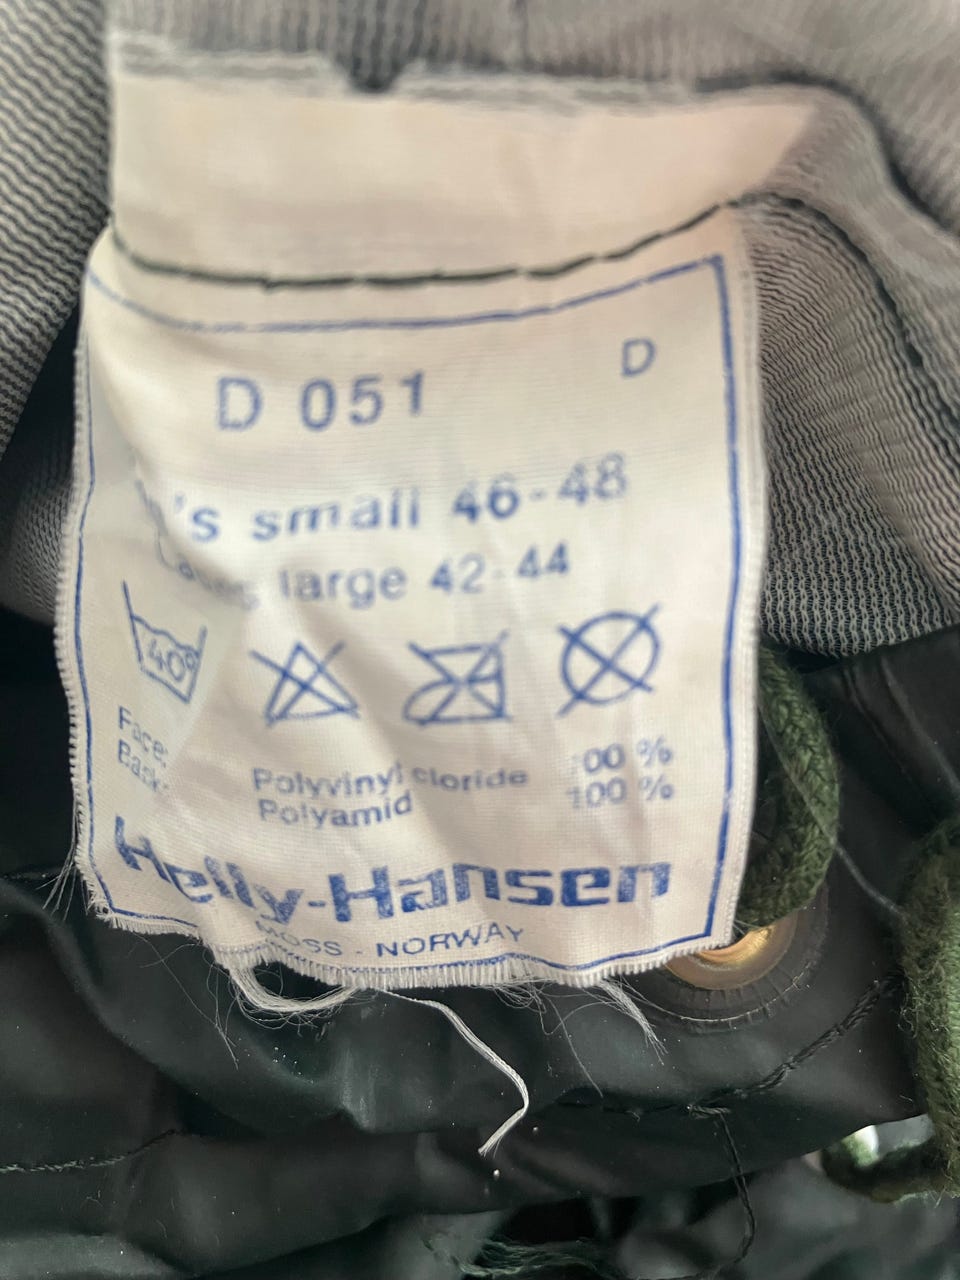 D
D 051
's small 46-48
large 42-44
40°
Face: Polyvinyl cloride 100 %
Back: Polyamid 100 %
Helly-Hansen
MOSS - NORWAY